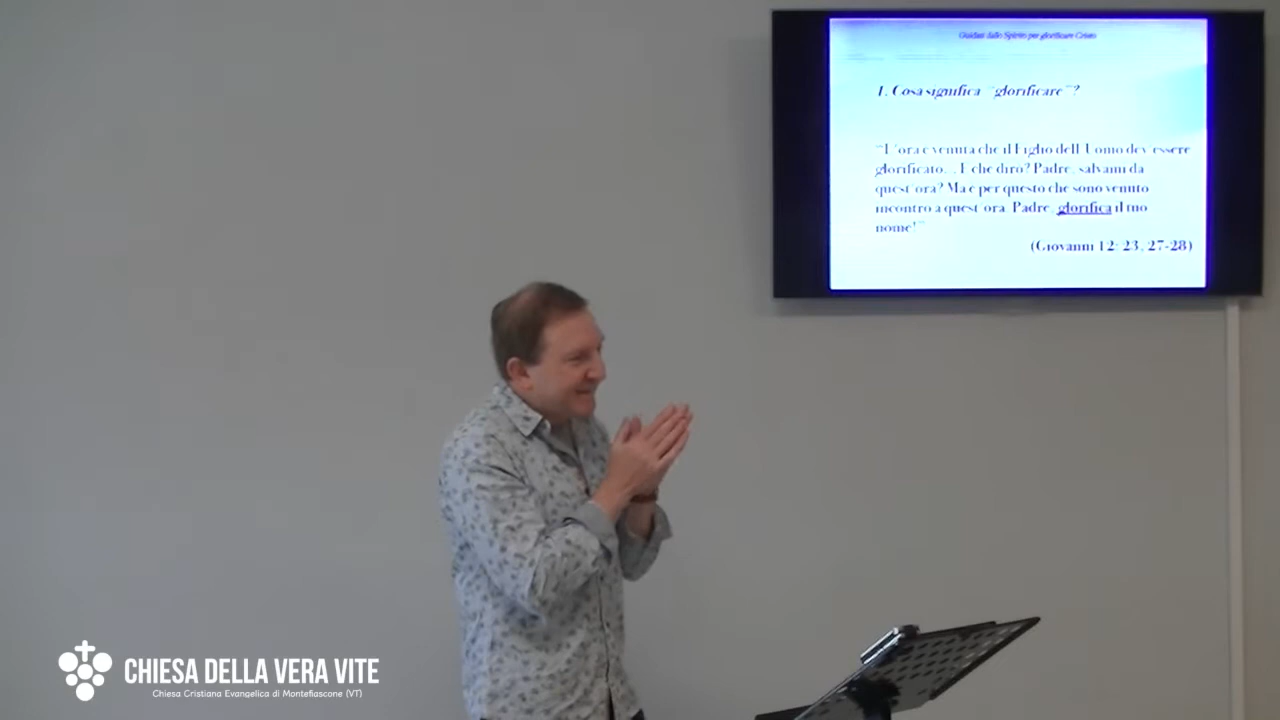 Guidati dallo Spirito per glorificare Cristo
1. Cosa significa "glorificare"?
"L'ora è venuta che il Figlio dell'Uomo dev'essere
glorificato... E che dirò? Padre, salvami da
quest'ora? Ma è per questo che sono venuto
incontro a quest'ora. Padre, glorifica il tuo
nome!"
(Giovanni 12: 23, 27-28)
CHIESA DELLA VERA VITE
Chiesa Cristiana Evangelica di Montefiascone (VT)